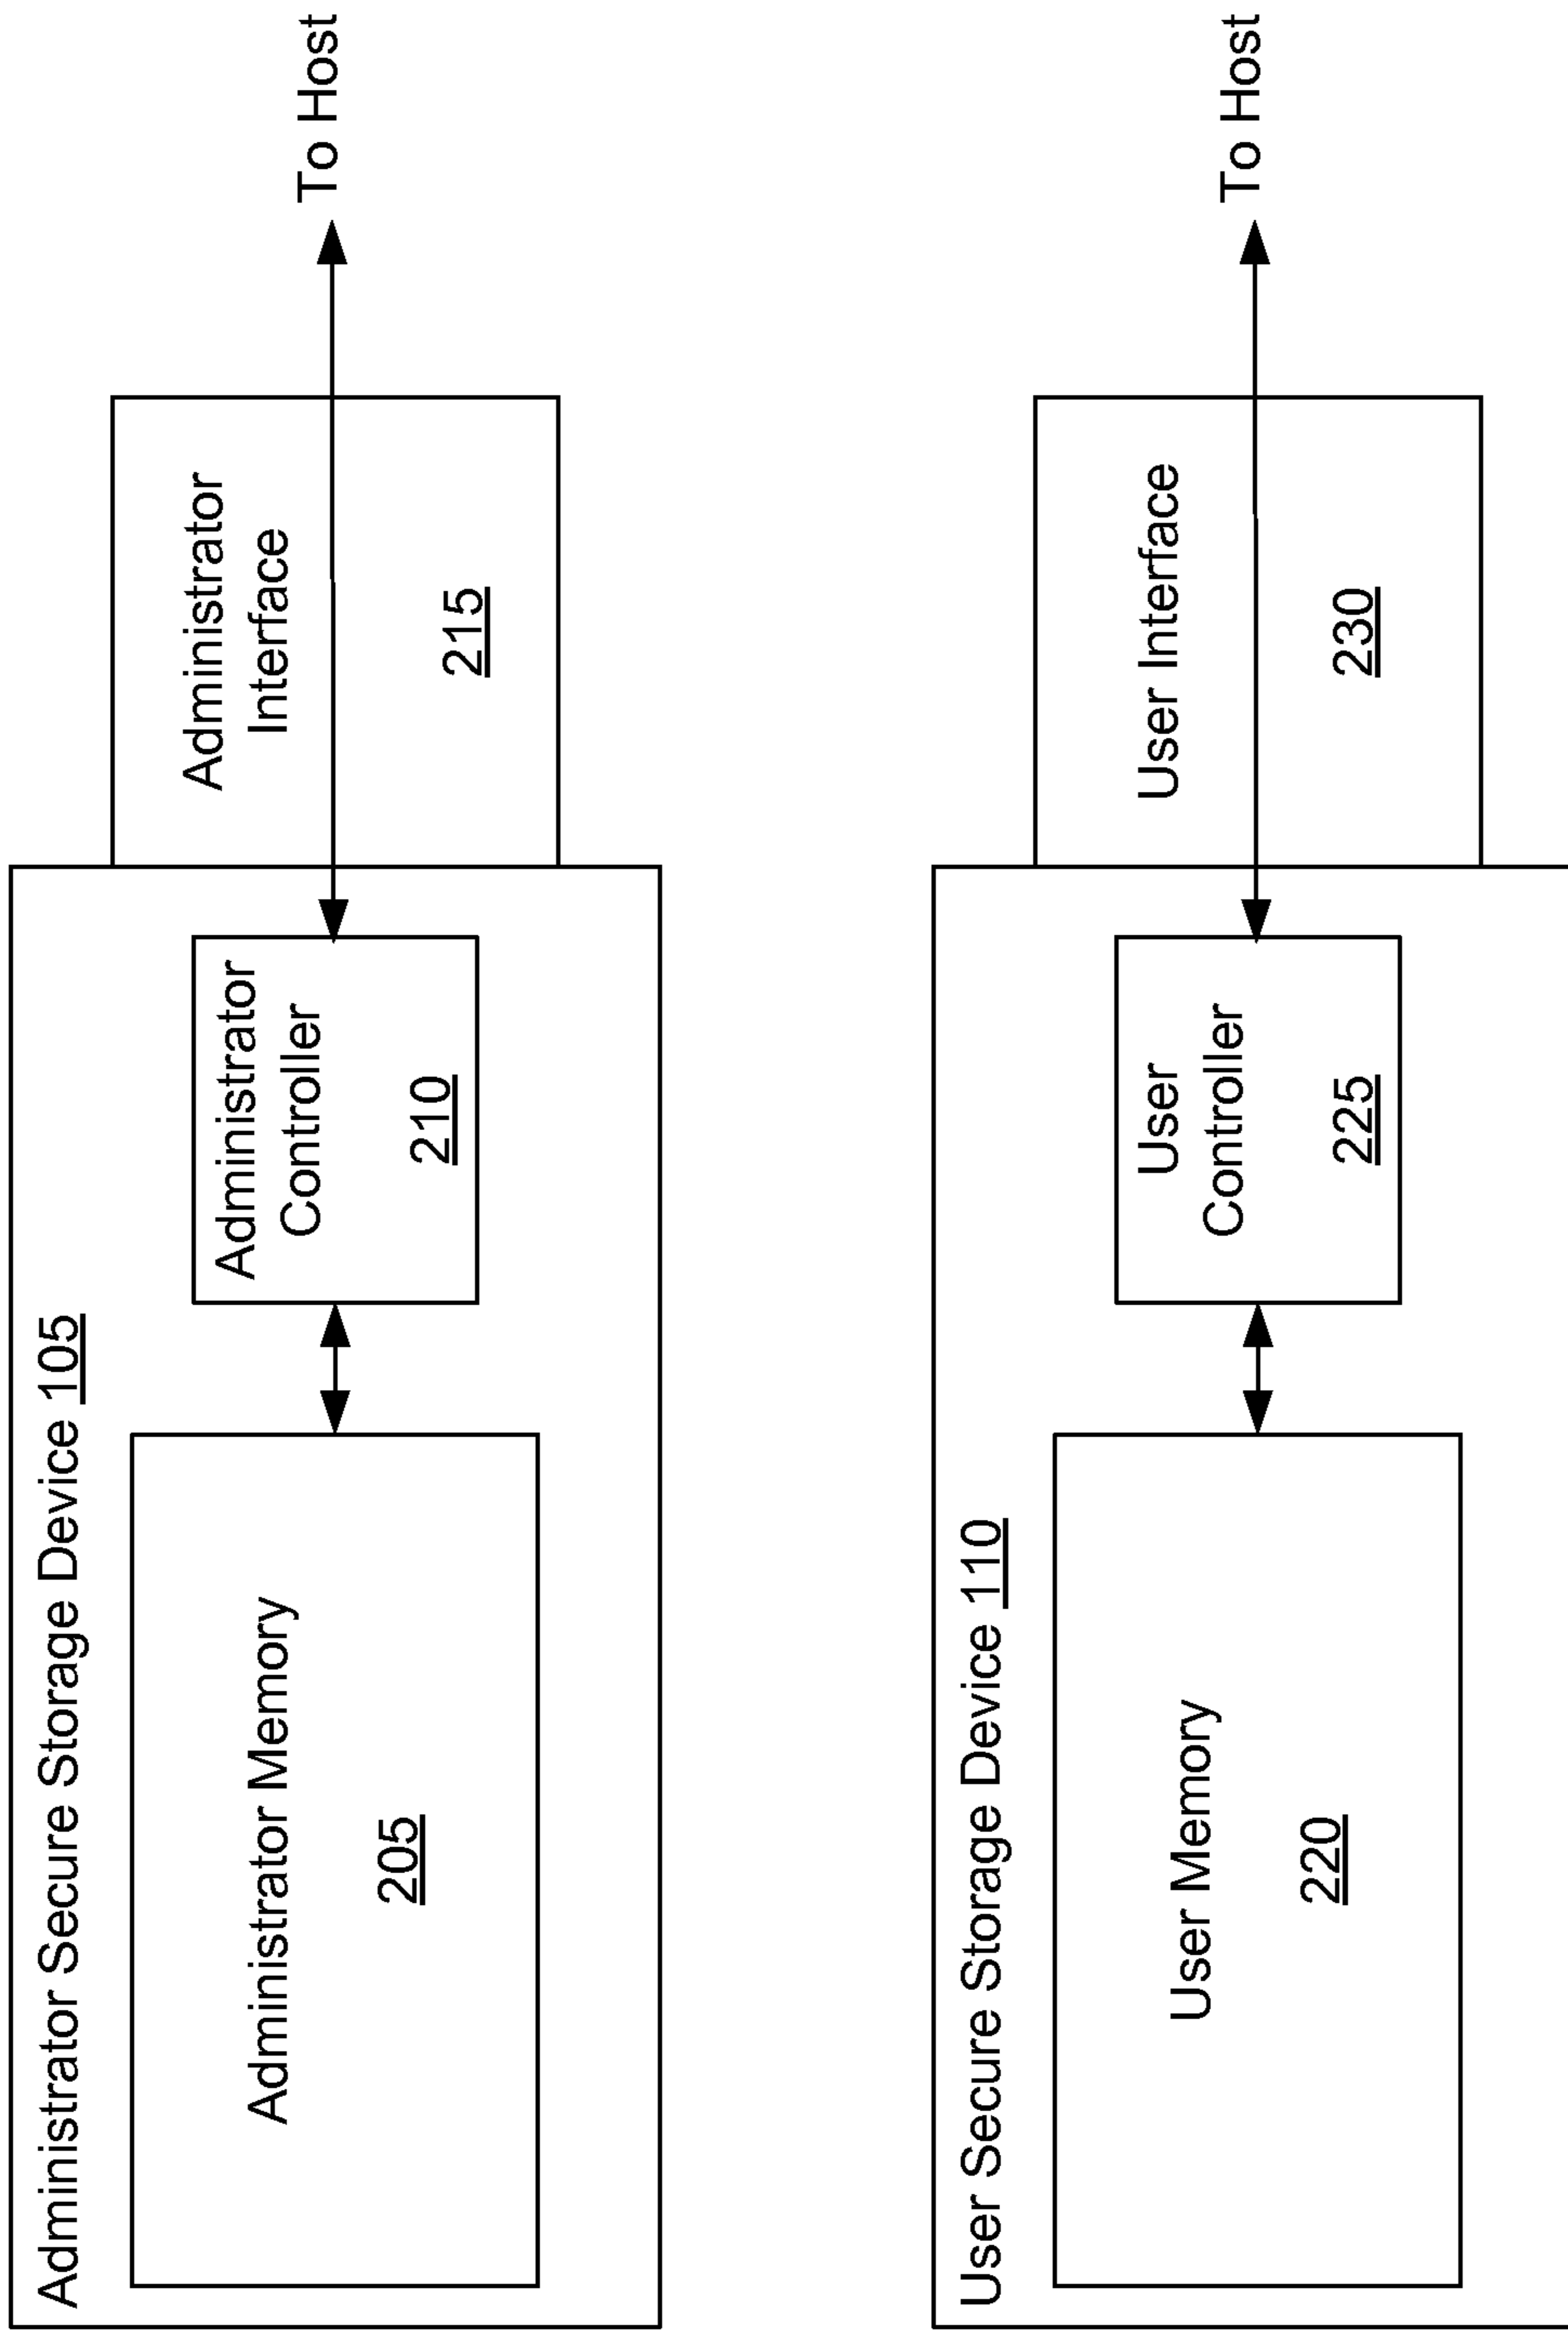 Administrator Secure Storage Device 105
Administrator Memory
205
Administrator
Controller
210
Administrator
Interface
215
To Host
User Secure Storage Device 110
User Memory
220
User
Controller
225
User Interface
230
To Host